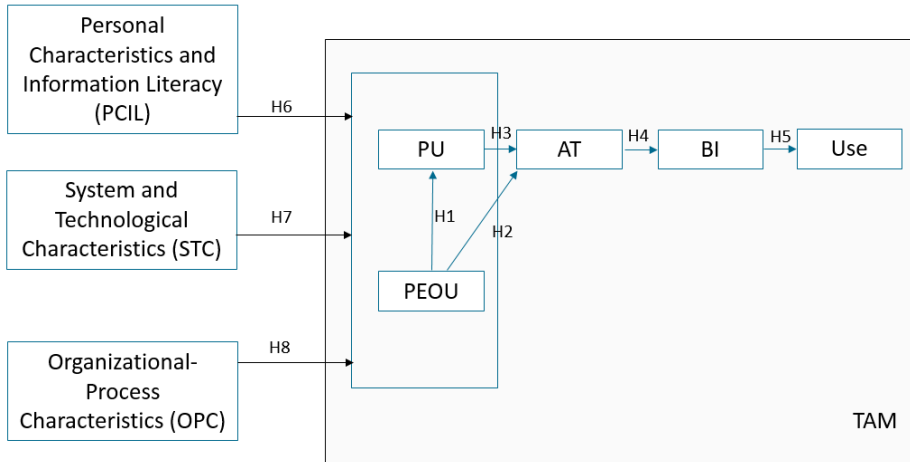 Personal
Characteristics and
Information Literacy
(PCIL)
H6
System and
Technological
Characteristics (STC)
H7
Organizational-
Process
Characteristics (OPC)
H8
PU
H3
AT
H4
BI
H5
Use
H1
H2
PEOU
TAM